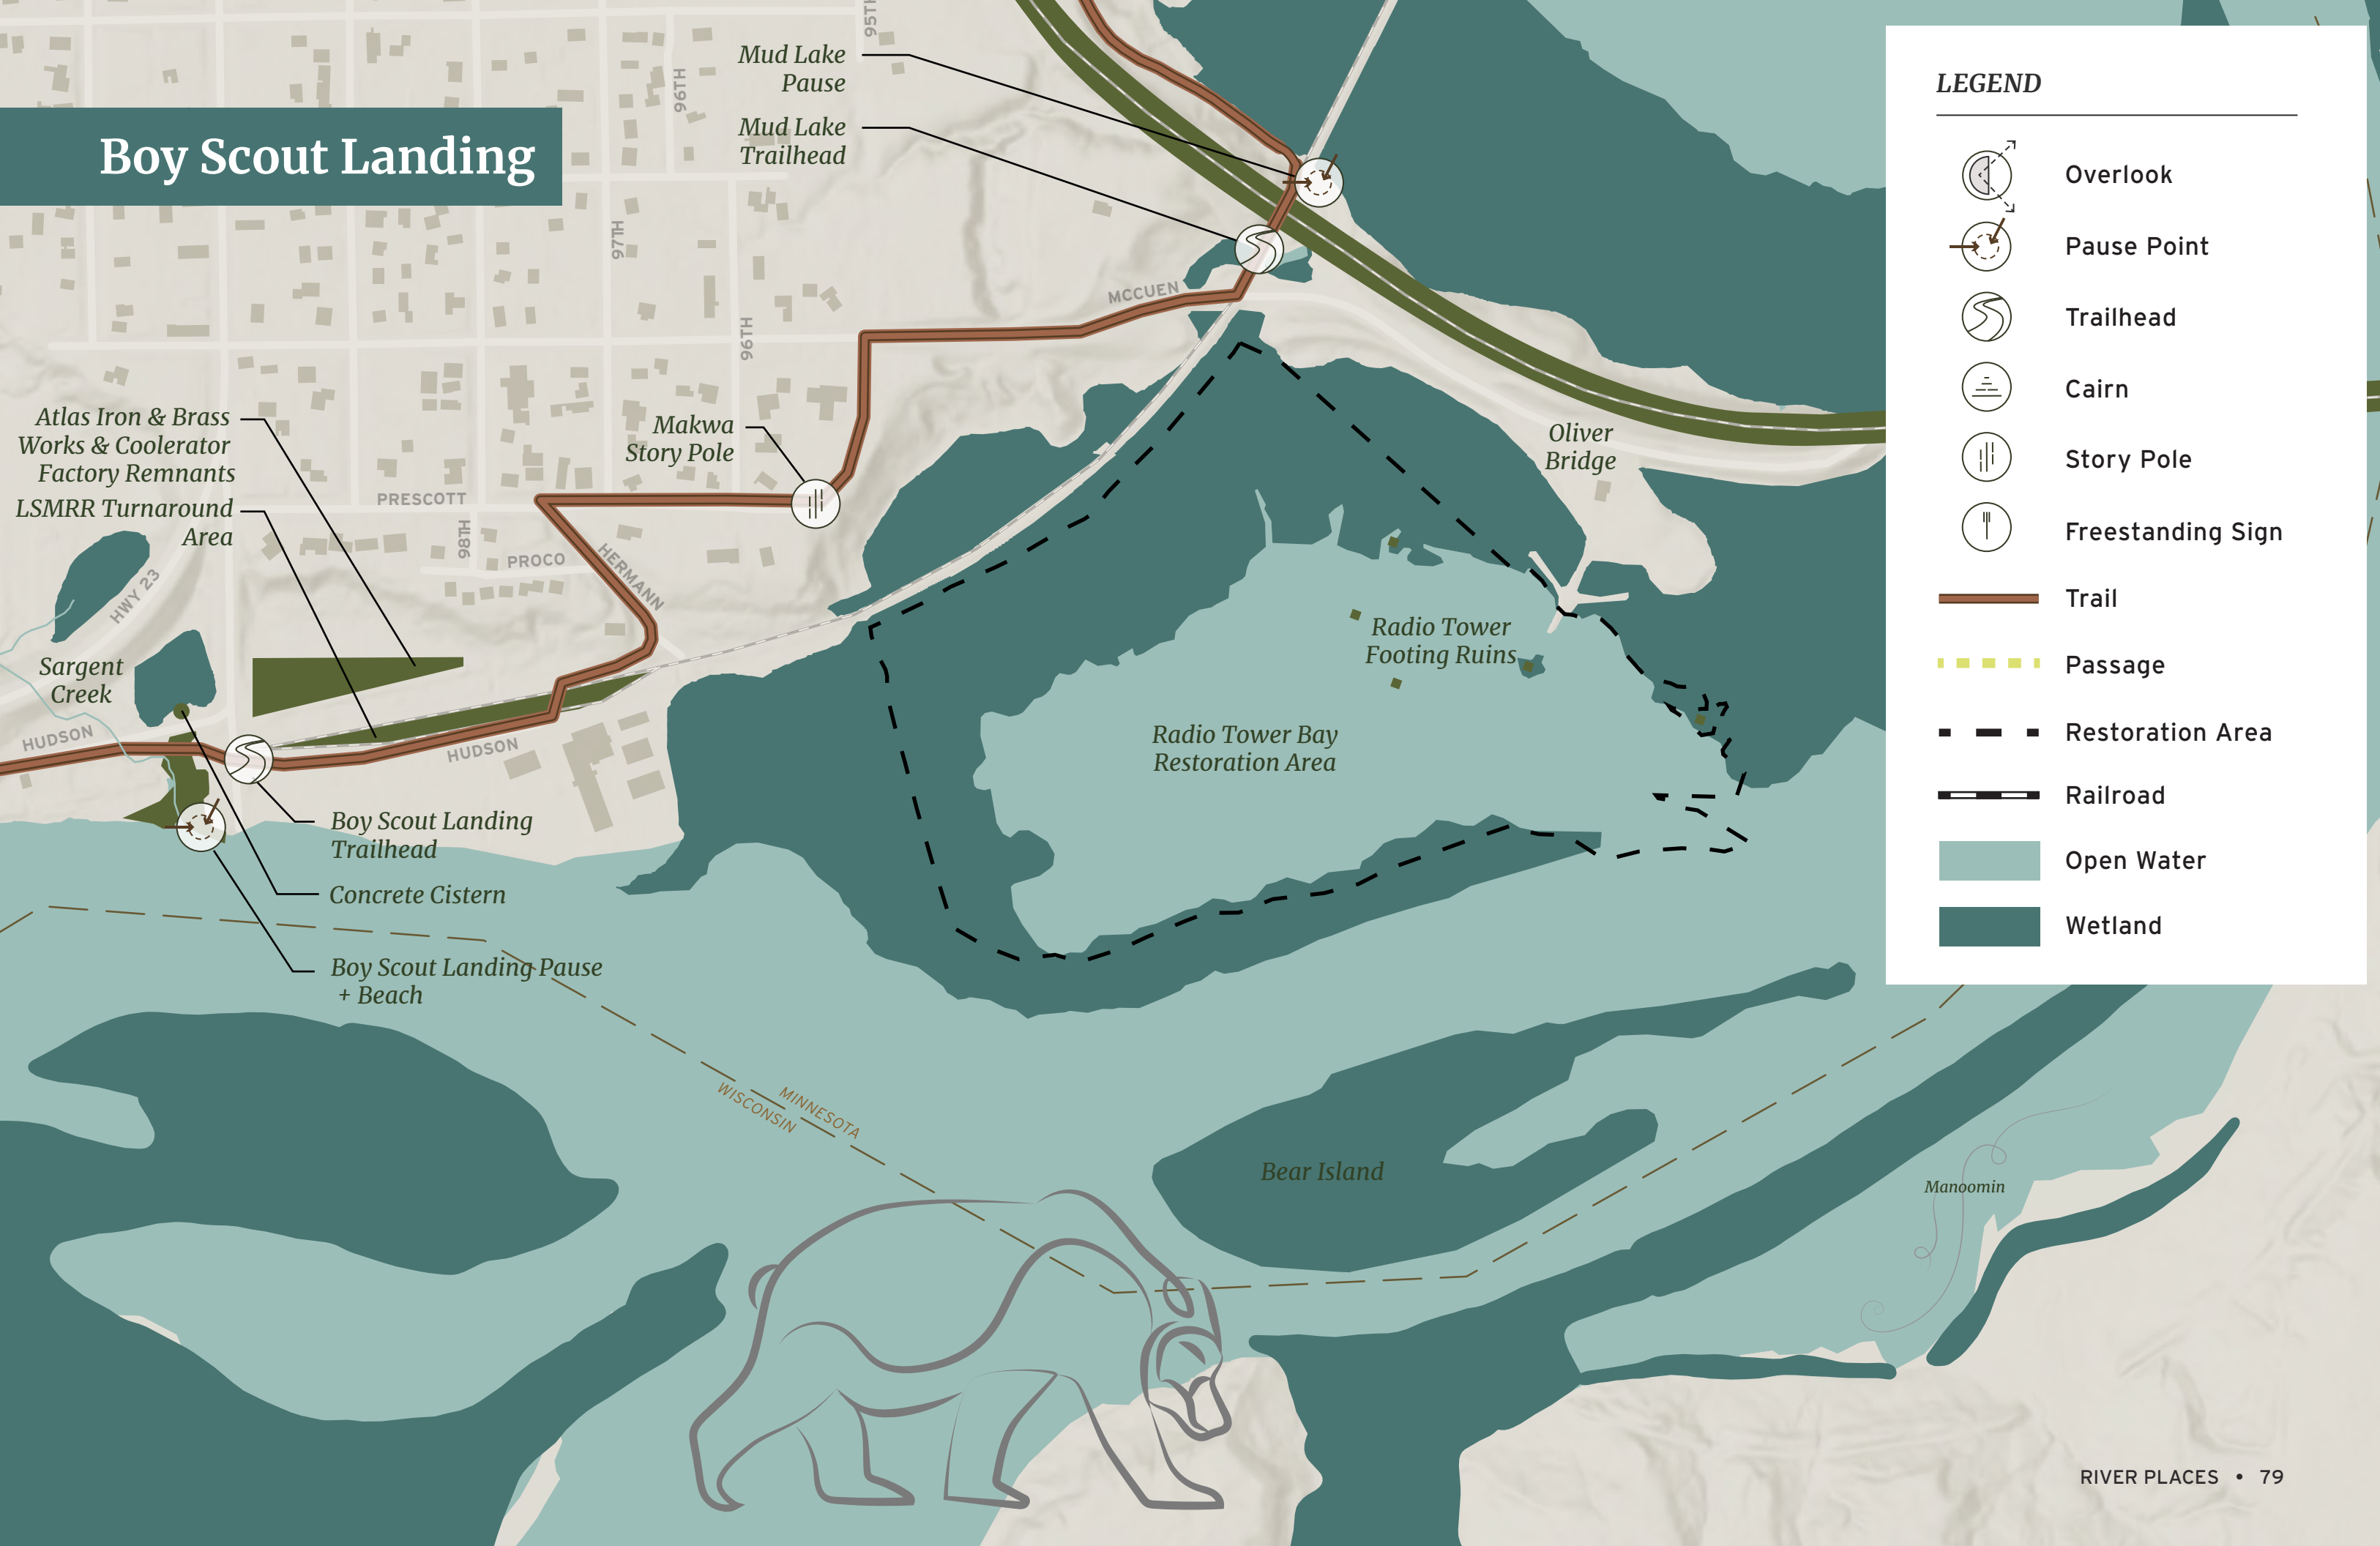 Boy Scout Landing
95TH
96TH
97TH
96TH
MCCUEN
Mud Lake
Pause
Mud Lake
Trailhead
Atlas Iron & Brass
Works & Coolerator
Factory Remnants
LSMRR Turnaround
Area
Makwa
Story Pole
PRESCOTT
98TH
PROCO
HERMANN
HWY 23
Sargent
Creek
HUDSON
HUDSON
Oliver
Bridge
Radio Tower
Footing Ruins
Radio Tower Bay
Restoration Area
Boy Scout Landing
Trailhead
Concrete Cistern
Boy Scout Landing Pause
+ Beach
MINNESOTA
WISCONSIN
Bear Island
Manoomin
LEGEND
Overlook
Pause Point
Trailhead
Cairn
Story Pole
Freestanding Sign
Trail
Passage
Restoration Area
Railroad
Open Water
Wetland
RIVER PLACES • 79